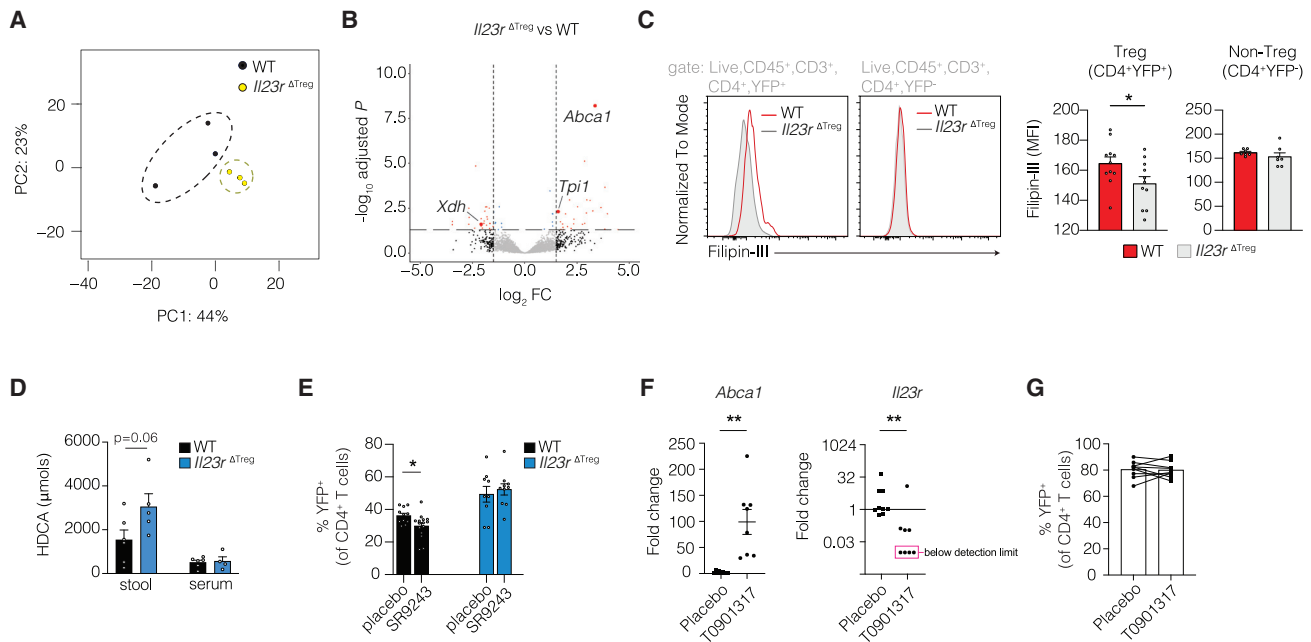 A
WT
Il23r ΔTreg
20
0
−20
PC2: 23%
−40
−20
0
20
40
PC1: 44%
B
Il23r ΔTreg vs WT
10.0
7.5
5.0
2.5
0.0
-log10 adjusted P
Abca1
Tpi1
Xdh
−5.0
−2.5
0.0
2.5
5.0
log2 FC
C
gate: Live,CD45+,CD3+,
CD4+,YFP+
Live,CD45+,CD3+,
CD4+,YFP-
WT
Il23r ΔTreg
WT
Il23r ΔTreg
Normalized To Mode
Filipin-III
Treg
(CD4+YFP+)
Non-Treg
(CD4+YFP-)
*
Filipin-III (MFI)
200
190
180
170
160
150
140
130
120
250
200
150
100
50
0
WT
Il23r ΔTreg
D
p=0.06
WT
Il23r ΔTreg
HDCA (μmols)
6000
4000
2000
0
stool
serum
E
WT
Il23r ΔTreg
*
% YFP+
(of CD4+ T cells)
80
60
40
20
0
placebo
SR9243
placebo
SR9243
F
Abca1
**
Fold change
250
200
150
100
50
0
Placebo
T0901317
Il23r
**
Fold change
1024
32
1
0.03
below detection limit
Placebo
T0901317
G
% YFP+
(of CD4+ T cells)
100
80
60
40
20
0
Placebo
T0901317